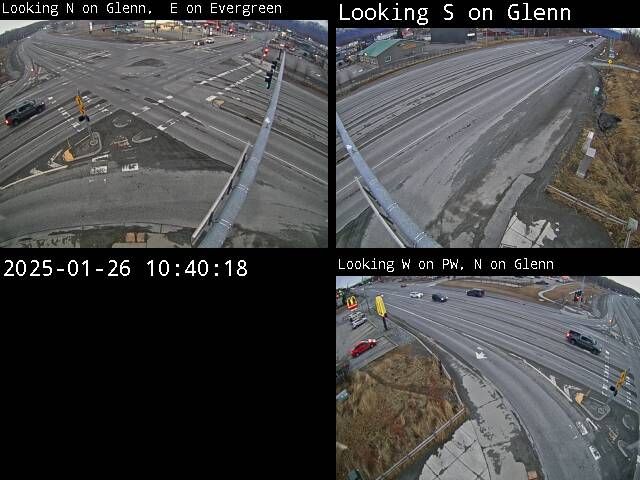 Looking N on Glenn,  E on Evergreen
Looking S on Glenn
2025-01-26 10:40:18
Looking W on PW, N on Glenn